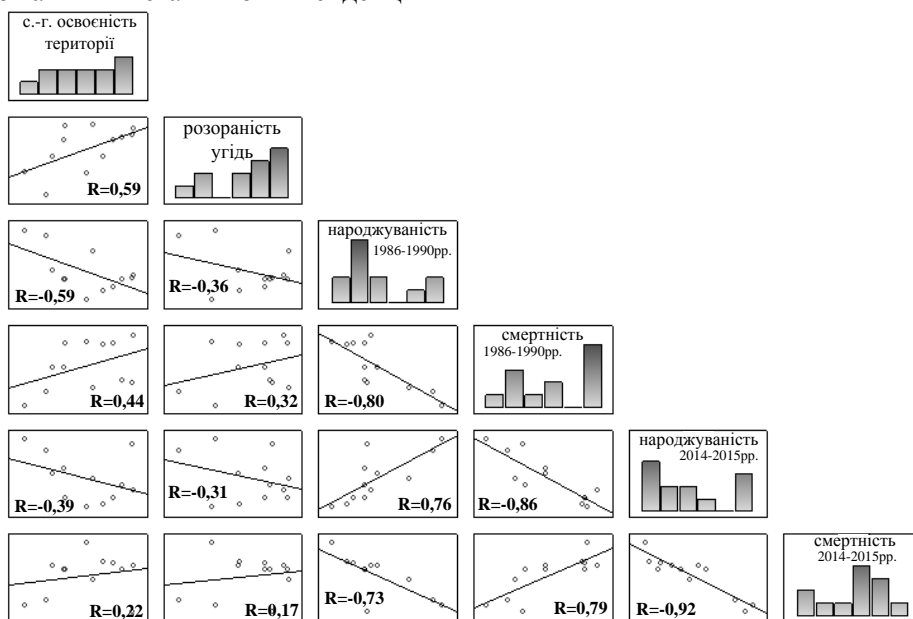 с.-г. освоєність
території
R=0,59
розораність
угідь
R=-0,59
R=-0,36
народжуваність
1986-1990рр.
R=0,44
R=0,32
R=-0,80
смертність
1986-1990рр.
R=-0,39
R=-0,31
R=0,76
R=-0,86
народжуваність
2014-2015рр.
R=0,22
R=0,17
R=-0,73
R=0,79
R=-0,92
смертність
2014-2015рр.